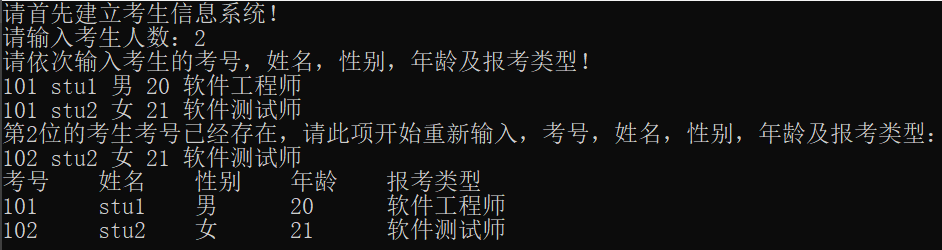 请首先建立考生信息系统！
请输入考生人数：2
请依次输入考生的考号，姓名，性别，年龄及报考类型！
101 stu1 男 20 软件工程师
101 stu2 女 21 软件测试师
第2位的考生考号已经存在，请此项开始重新输入，考号，姓名，性别，年龄及报考类型：
102 stu2 女 21 软件测试师
考号 姓名 性别 年龄 报考类型
101 stu1 男 20 软件工程师
102 stu2 女 21 软件测试师